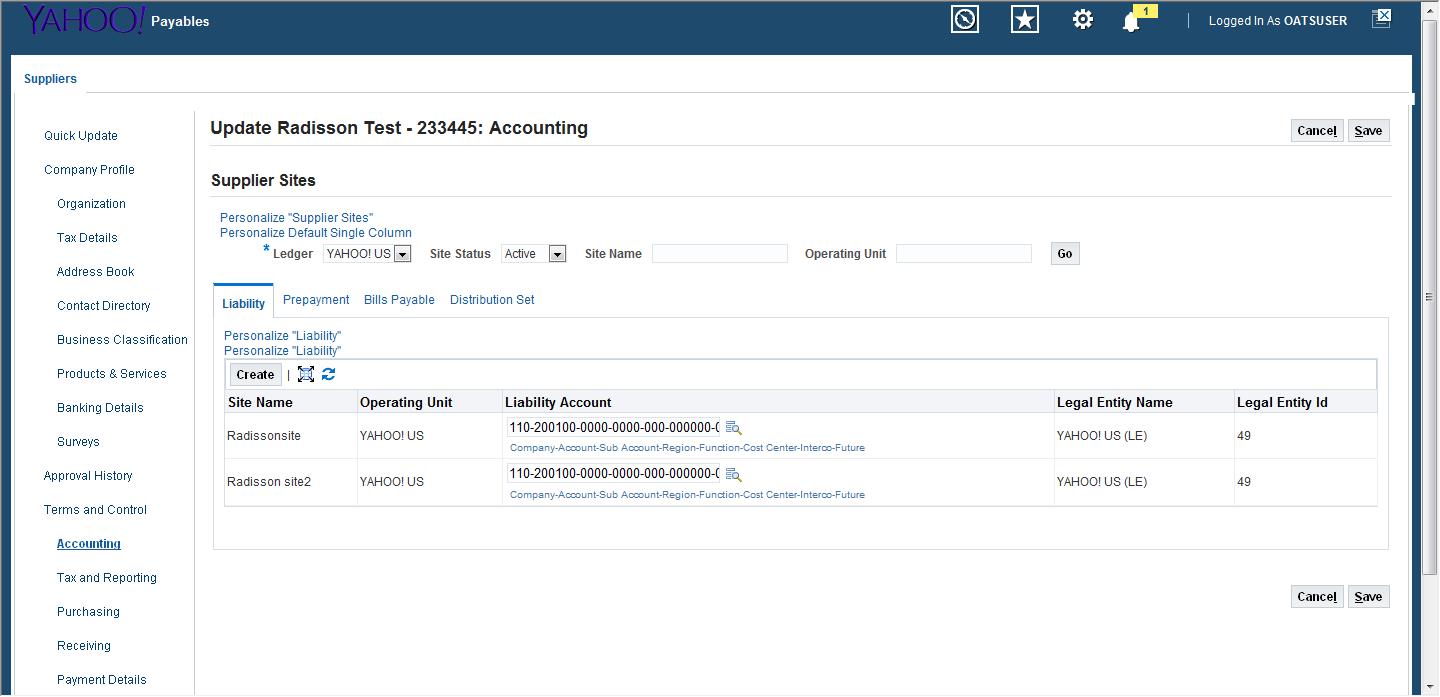 YAHOO! Payables
1
Logged In As OATSUSER
Suppliers
Quick Update
Company Profile
Organization
Tax Details
Address Book
Contact Directory
Business Classification
Products & Services
Banking Details
Surveys
Approval History
Terms and Control
Accounting
Tax and Reporting
Purchasing
Receiving
Payment Details
Update Radisson Test - 233445: Accounting
Cancel Save
Supplier Sites
Personalize "Supplier Sites"
Personalize Default Single Column
* Ledger YAHOO! US Site Status Active Site Name Operating Unit Go
Liability Prepayment Bills Payable Distribution Set
Personalize "Liability"
Personalize "Liability"
Create |
Site Name Operating Unit Liability Account Legal Entity Name Legal Entity Id
Radissonsite YAHOO! US 110-200100-0000-0000-000-000000-0 YAHOO! US (LE) 49
Company-Account-Sub Account-Region-Function-Cost Center-Interco-Future
Radisson site2 YAHOO! US 110-200100-0000-0000-000-000000-0 YAHOO! US (LE) 49
Company-Account-Sub Account-Region-Function-Cost Center-Interco-Future
Cancel Save